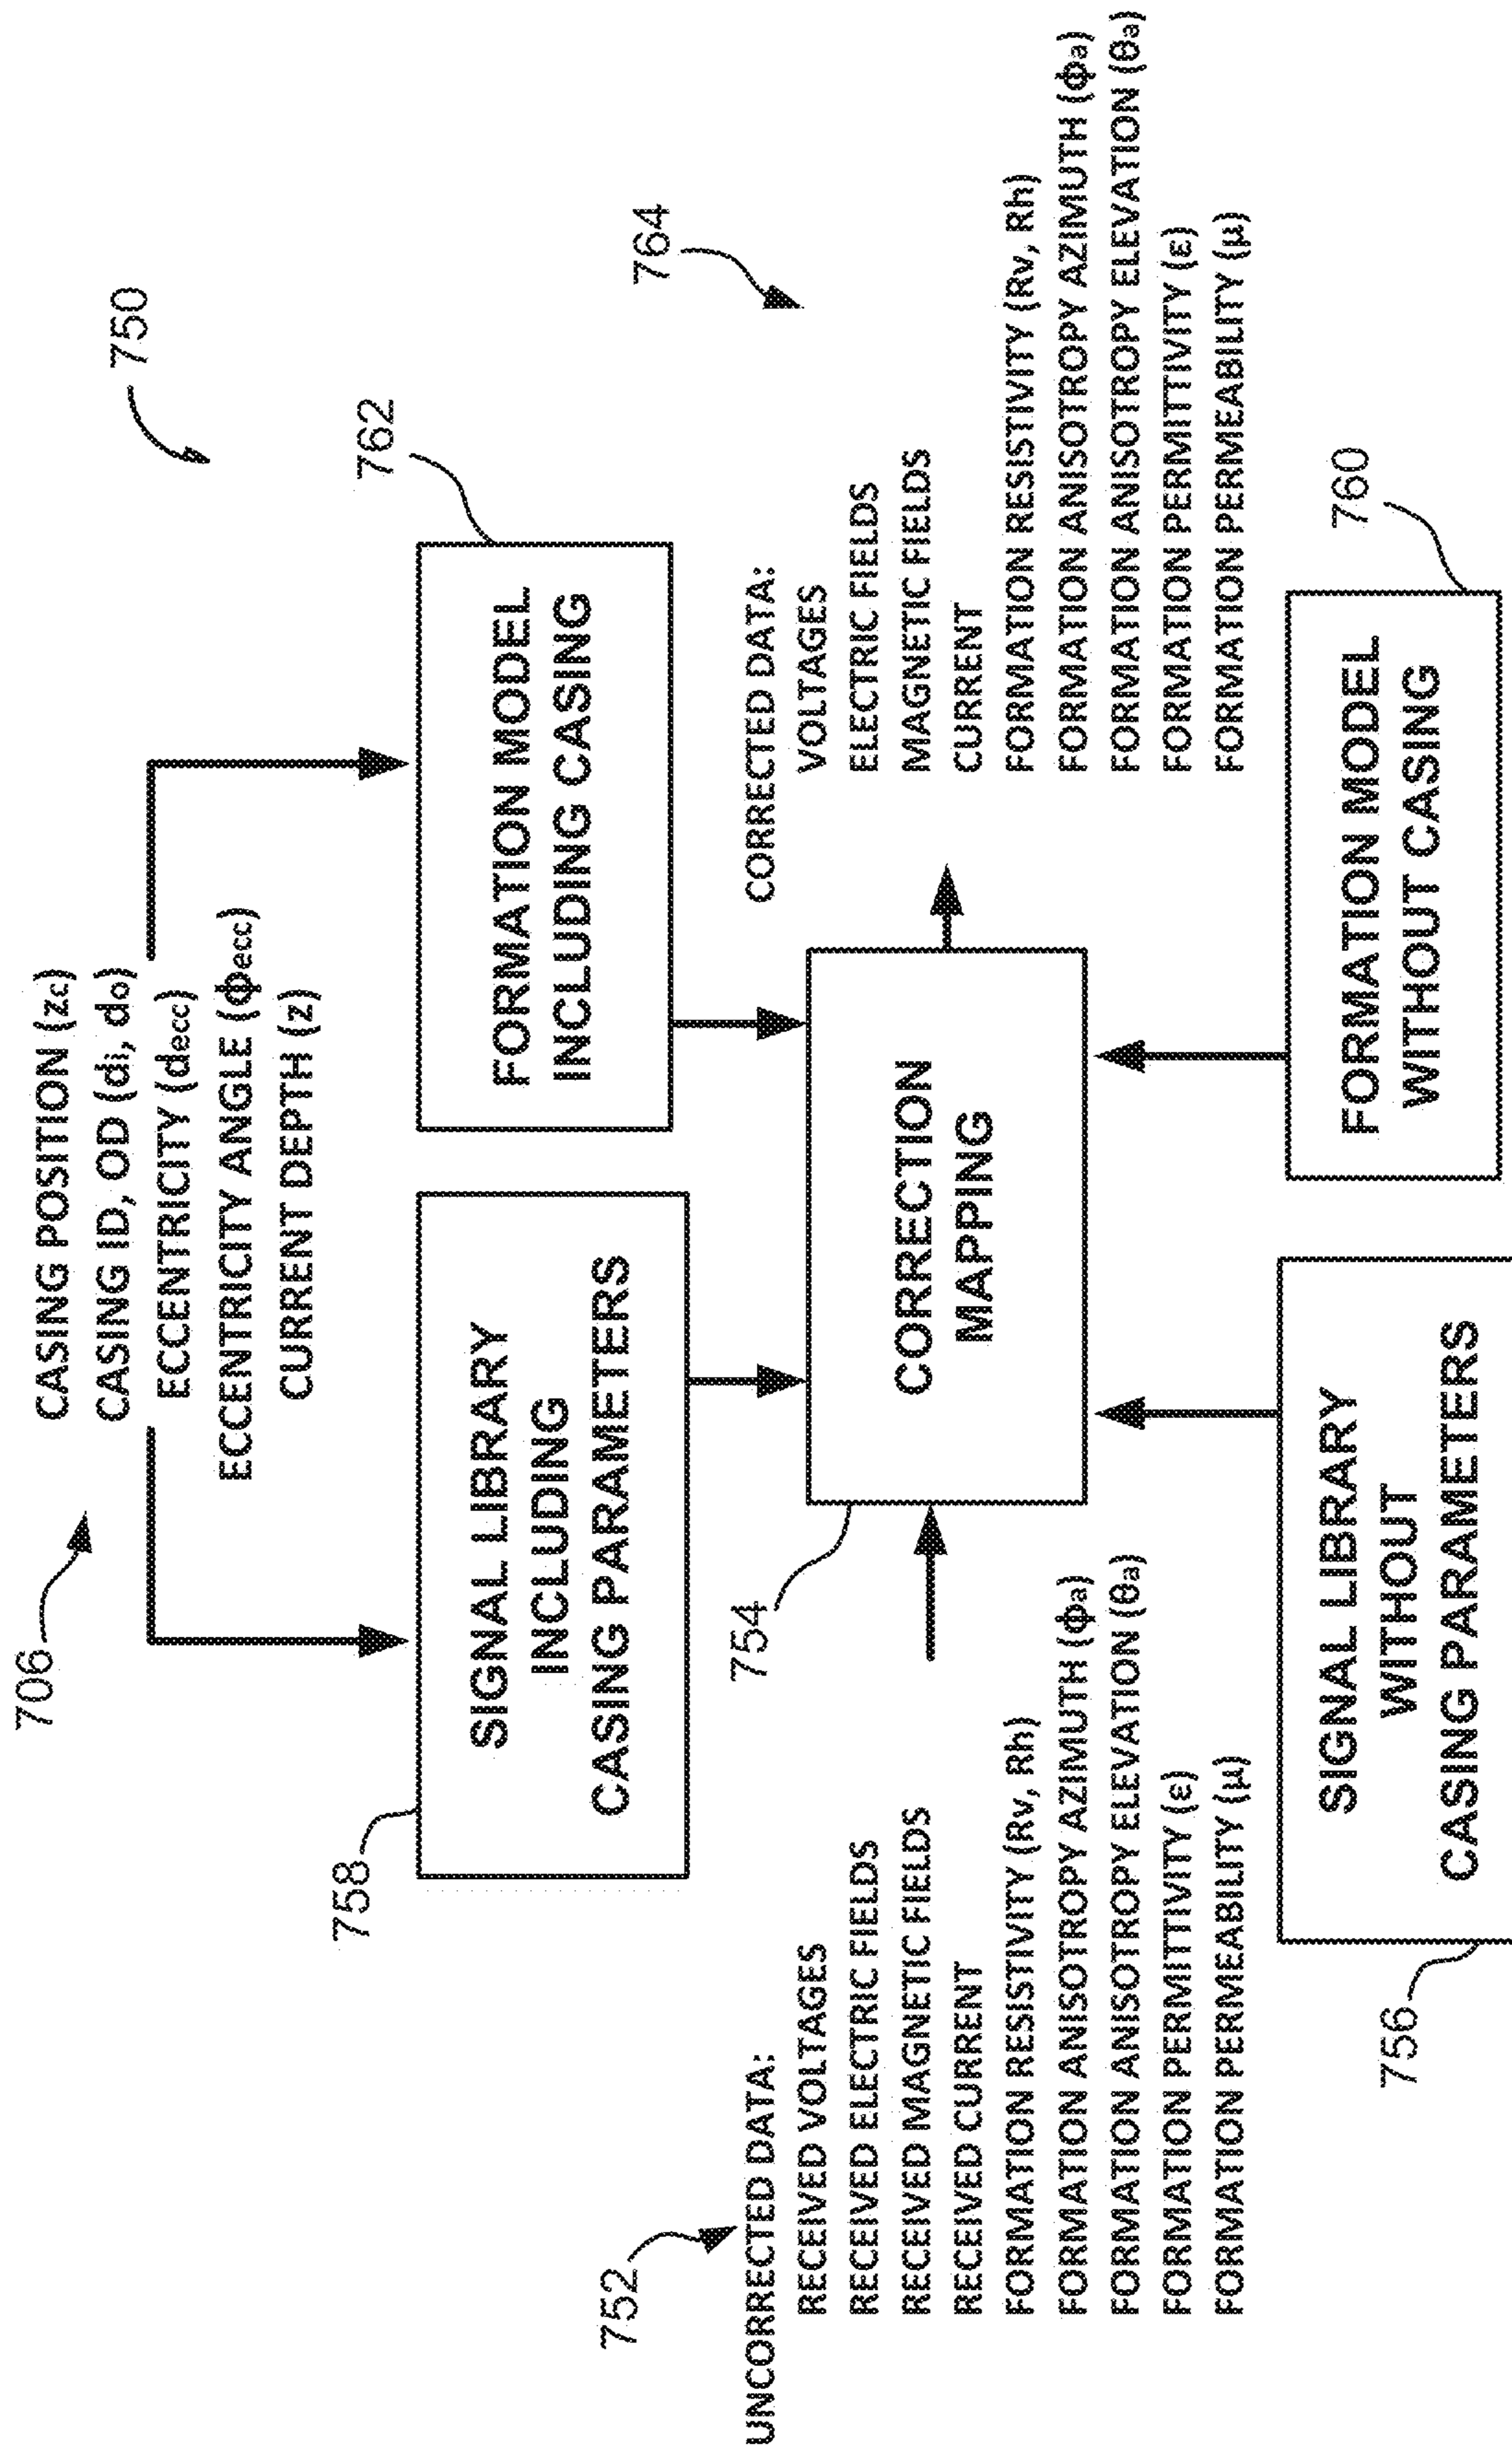 750
706
CASING POSITION (zc)
CASING ID, OD (di, do)
ECCENTRICITY (decc)
ECCENTRICITY ANGLE (ϕecc)
CURRENT DEPTH (z)
758
SIGNAL LIBRARY
INCLUDING
CASING PARAMETERS
762
FORMATION MODEL
INCLUDING CASING
752
UNCORRECTED DATA:
RECEIVED VOLTAGES
RECEIVED ELECTRIC FIELDS
RECEIVED MAGNETIC FIELDS
RECEIVED CURRENT
FORMATION RESISTIVITY (Rv, Rh)
FORMATION ANISOTROPY AZIMUTH (ϕa)
FORMATION ANISOTROPY ELEVATION (θa)
FORMATION PERMITTIVITY (ε)
FORMATION PERMEABILITY (μ)
754
CORRECTION
MAPPING
764
CORRECTED DATA:
VOLTAGES
ELECTRIC FIELDS
MAGNETIC FIELDS
CURRENT
FORMATION RESISTIVITY (Rv, Rh)
FORMATION ANISOTROPY AZIMUTH (ϕa)
FORMATION ANISOTROPY ELEVATION (θa)
FORMATION PERMITIVITY (ε)
FORMATION PERMEABILITY (μ)
756
SIGNAL LIBRARY
WITHOUT
CASING PARAMETERS
760
FORMATION MODEL
WITHOUT CASING